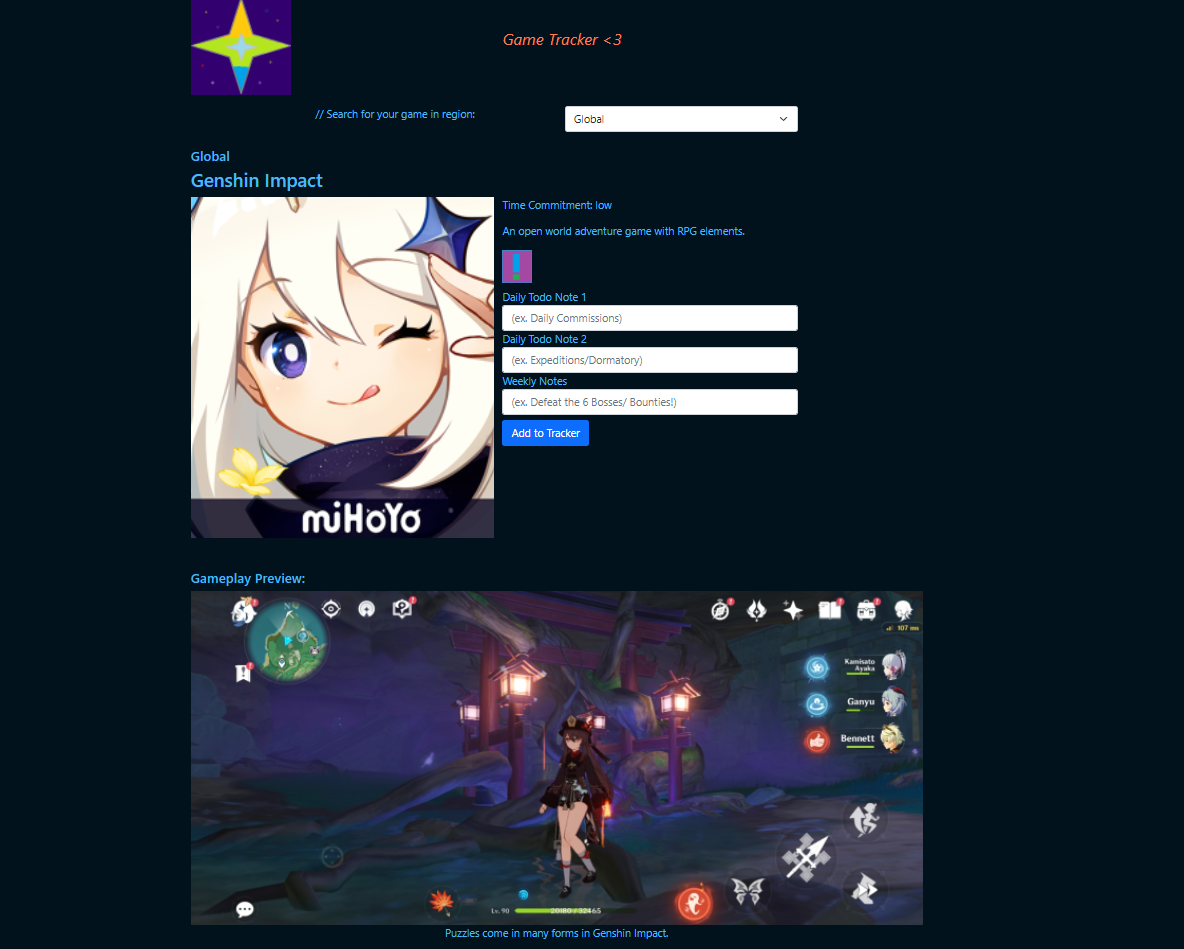 Game Tracker <3
// Search for your game in region:
Global
Global
Genshin Impact
Time Commitment: low
An open world adventure game with RPG elements.
Daily Todo Note 1
(ex. Daily Commissions)
Daily Todo Note 2
(ex. Expeditions/Dormatory)
Weekly Notes
(ex. Defeat the 6 Bosses/ Bounties!)
Add to Tracker
miHoYo
Gameplay Preview:
N
107 ms
Kamisato
Ayaka
Ganyu
Bennett
Lv. 90
20180 / 32465
Puzzles come in many forms in Genshin Impact.